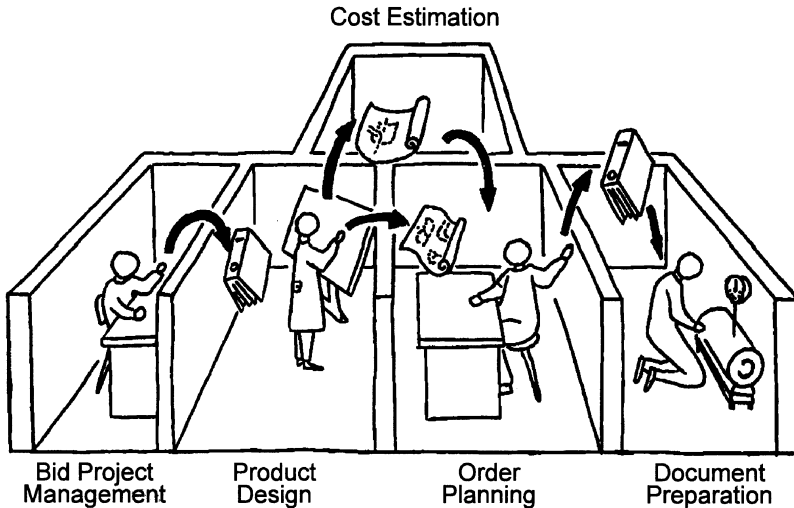 Cost Estimation
Bid Project
Management
Product
Design
Order
Planning
Document
Preparation